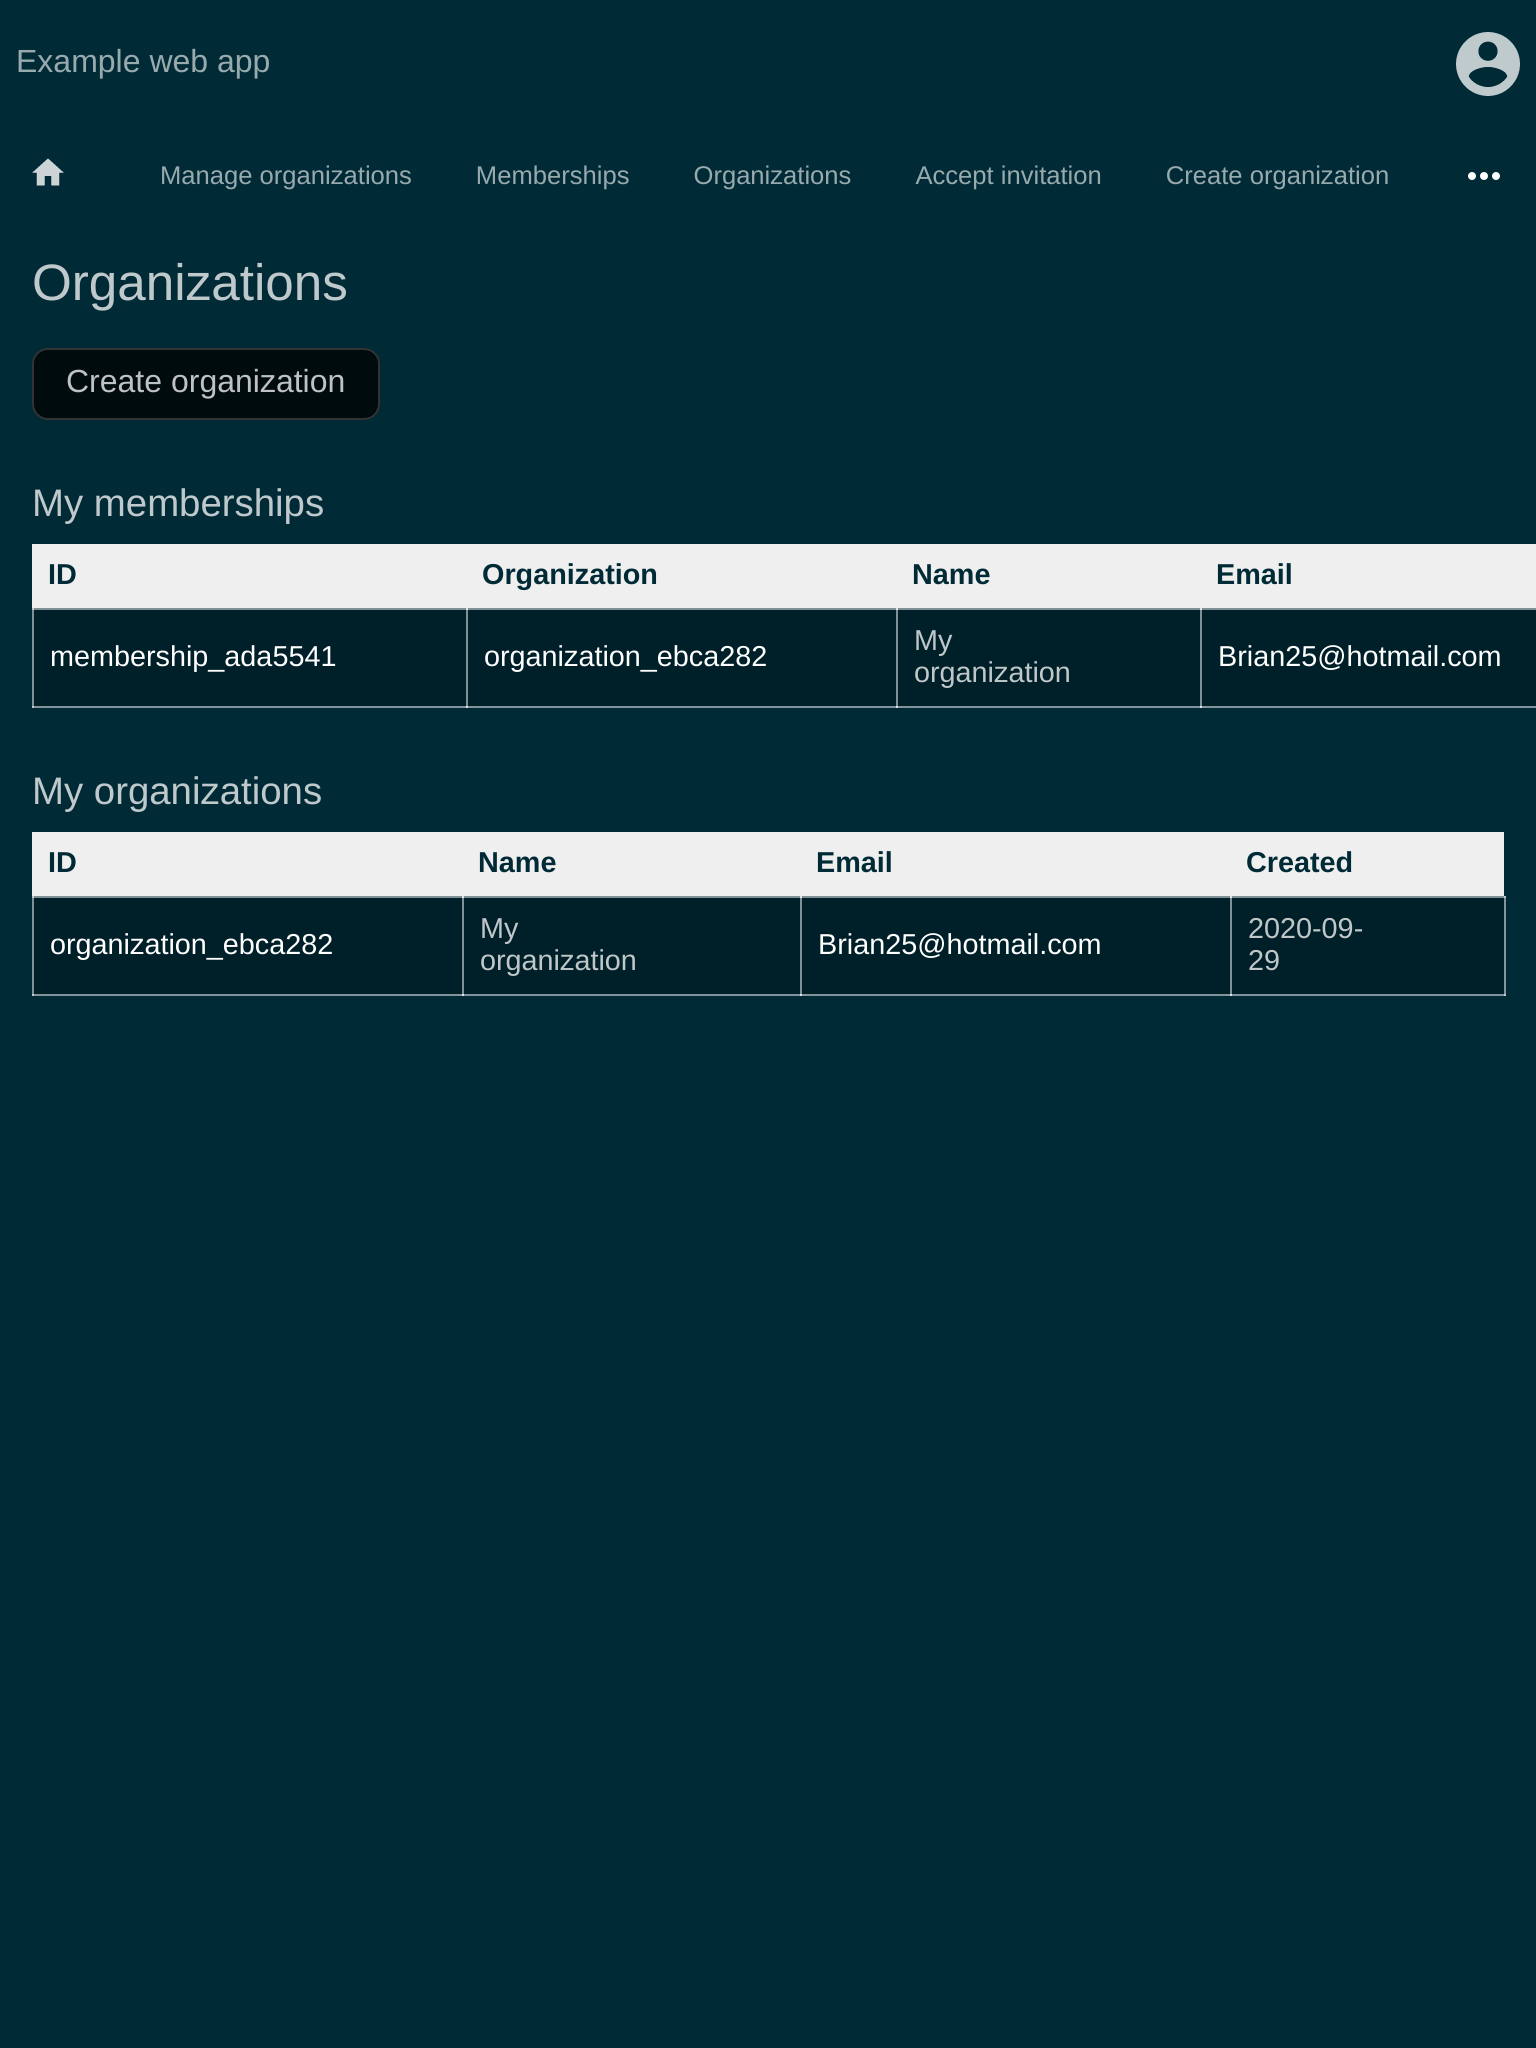 Example web app
Manage organizations Memberships Organizations Accept invitation Create organization
Organizations
Create organization
My memberships
ID Organization Name Email
membership_ada5541 organization_ebca282 My organization Brian25@hotmail.com
My organizations
ID Name Email Created
organization_ebca282 My organization Brian25@hotmail.com 2020-09-29